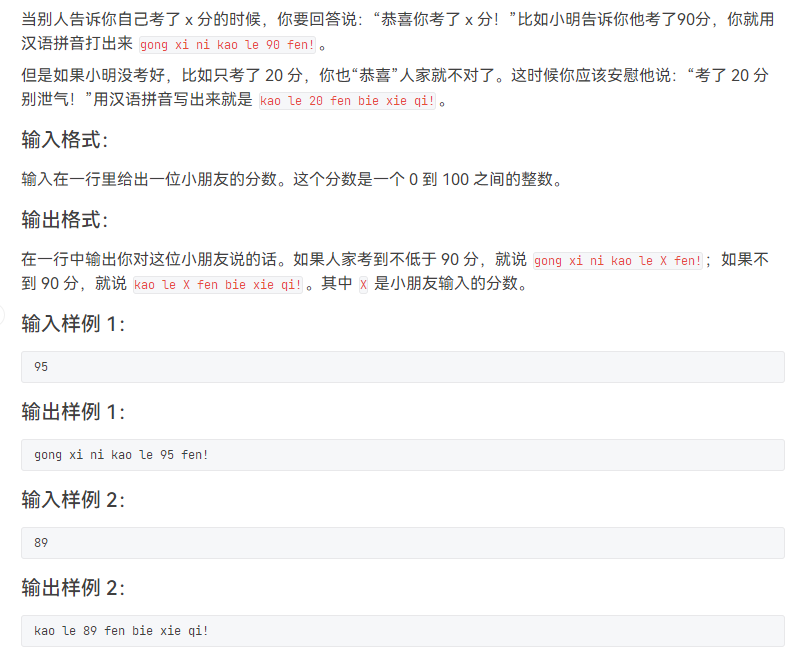 当别人告诉你自己考了 x 分的时候，你要回答说：“恭喜你考了 x 分！”比如小明告诉你他考了90分，你就用
汉语拼音打出来 gong xi ni kao le 90 fen! 。
但是如果小明没考好，比如只考了 20 分，你也“恭喜”人家就不对了。这时候你应该安慰他说：“考了 20 分
别泄气！”用汉语拼音写出来就是 kao le 20 fen bie xie qi! 。
输入格式：
输入在一行里给出一位小朋友的分数。这个分数是一个 0 到 100 之间的整数。
输出格式：
在一行中输出你对这位小朋友说的话。如果人家考到不低于 90 分，就说 gong xi ni kao le X fen! ；如果不
到 90 分，就说 kao le X fen bie xie qi! 。其中 X 是小朋友输入的分数。
输入样例 1：
95
输出样例 1：
gong xi ni kao le 95 fen!
输入样例 2：
89
输出样例 2：
kao le 89 fen bie xie qi!